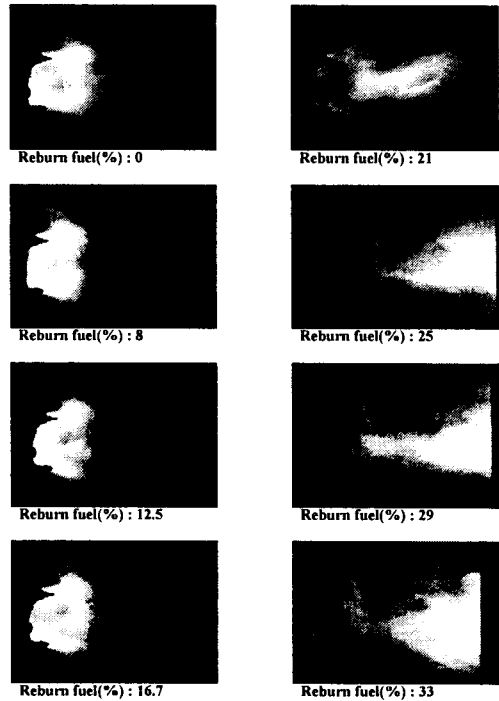 Reburn fuel(%) : 0
Reburn fuel(%) : 21
Reburn fuel(%) : 8
Reburn fuel(%) : 25
Reburn fuel(%) : 12.5
Reburn fuel(%) : 29
Reburn fuel(%) : 16.7
Reburn fuel(%) : 33